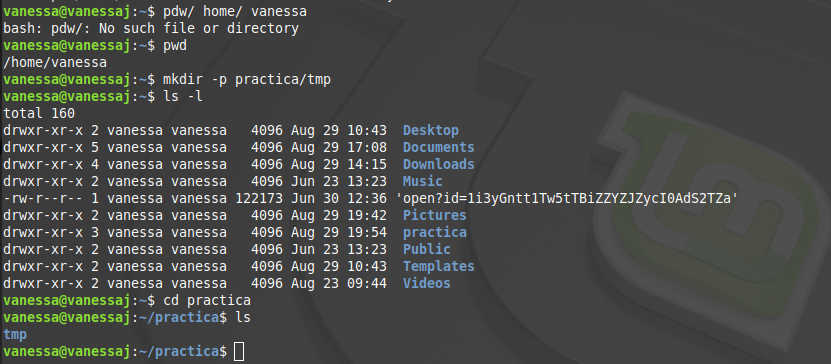 vanessa@vanessaj:~$ pdw/ home/ vanessa
bash: pdw/: No such file or directory
vanessa@vanessaj:~$ pwd
/home/vanessa
vanessa@vanessaj:~$ mkdir -p practica/tmp
vanessa@vanessaj:~$ ls -l
total 160
drwxr-xr-x 2 vanessa vanessa   4096 Aug 29 10:43  Desktop
drwxr-xr-x 5 vanessa vanessa   4096 Aug 29 17:08  Documents
drwxr-xr-x 4 vanessa vanessa   4096 Aug 29 14:15  Downloads
drwxr-xr-x 2 vanessa vanessa   4096 Jun 23 13:23  Music
-rw-r--r-- 1 vanessa vanessa 122173 Jun 30 12:36 'open?id=1i3yGntt1Tw5tTBiZZYZJZycI0AdS2TZa'
drwxr-xr-x 2 vanessa vanessa   4096 Aug 29 19:42  Pictures
drwxr-xr-x 3 vanessa vanessa   4096 Aug 29 19:54  practica
drwxr-xr-x 2 vanessa vanessa   4096 Jun 23 13:23  Public
drwxr-xr-x 2 vanessa vanessa   4096 Aug 29 10:43  Templates
drwxr-xr-x 2 vanessa vanessa   4096 Aug 23 09:44  Videos
vanessa@vanessaj:~$ cd practica
vanessa@vanessaj:~/practica$ ls
tmp
vanessa@vanessaj:~/practica$